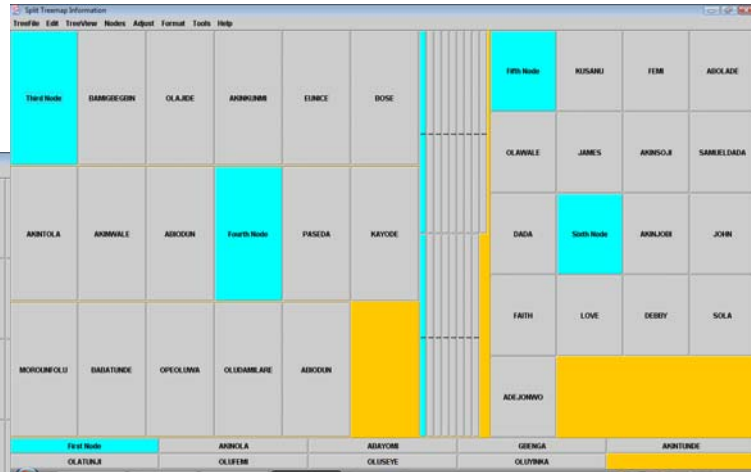 Split Treemap Information
TreeFile Edit TreeView Nodes Adjust Format Tools Help
Third Node BAMIGBEGBIN OLAJIDE AKINKUNMI EUNICE BOSE
Fifth Node KUSANU FEMI ABOLADE
OLAWALE JAMES AKINSOJI SAMUELDADA
AKINTOLA AKINWALE ABIODUN Fourth Node PASEDA KAYODE
DADA Sixth Node AKINJOBI JOHN
FAITH LOVE DEBBY SOLA
MOROUNFOLU BABATUNDE OPEOLUWA OLUDAMILARE ABIODUN
ADEJONWO
First Node AKINOLA ABAYOMI GBENGA AKINTUNDE
OLATUNJI OLUFEMI OLUSEYE OLUYINKA